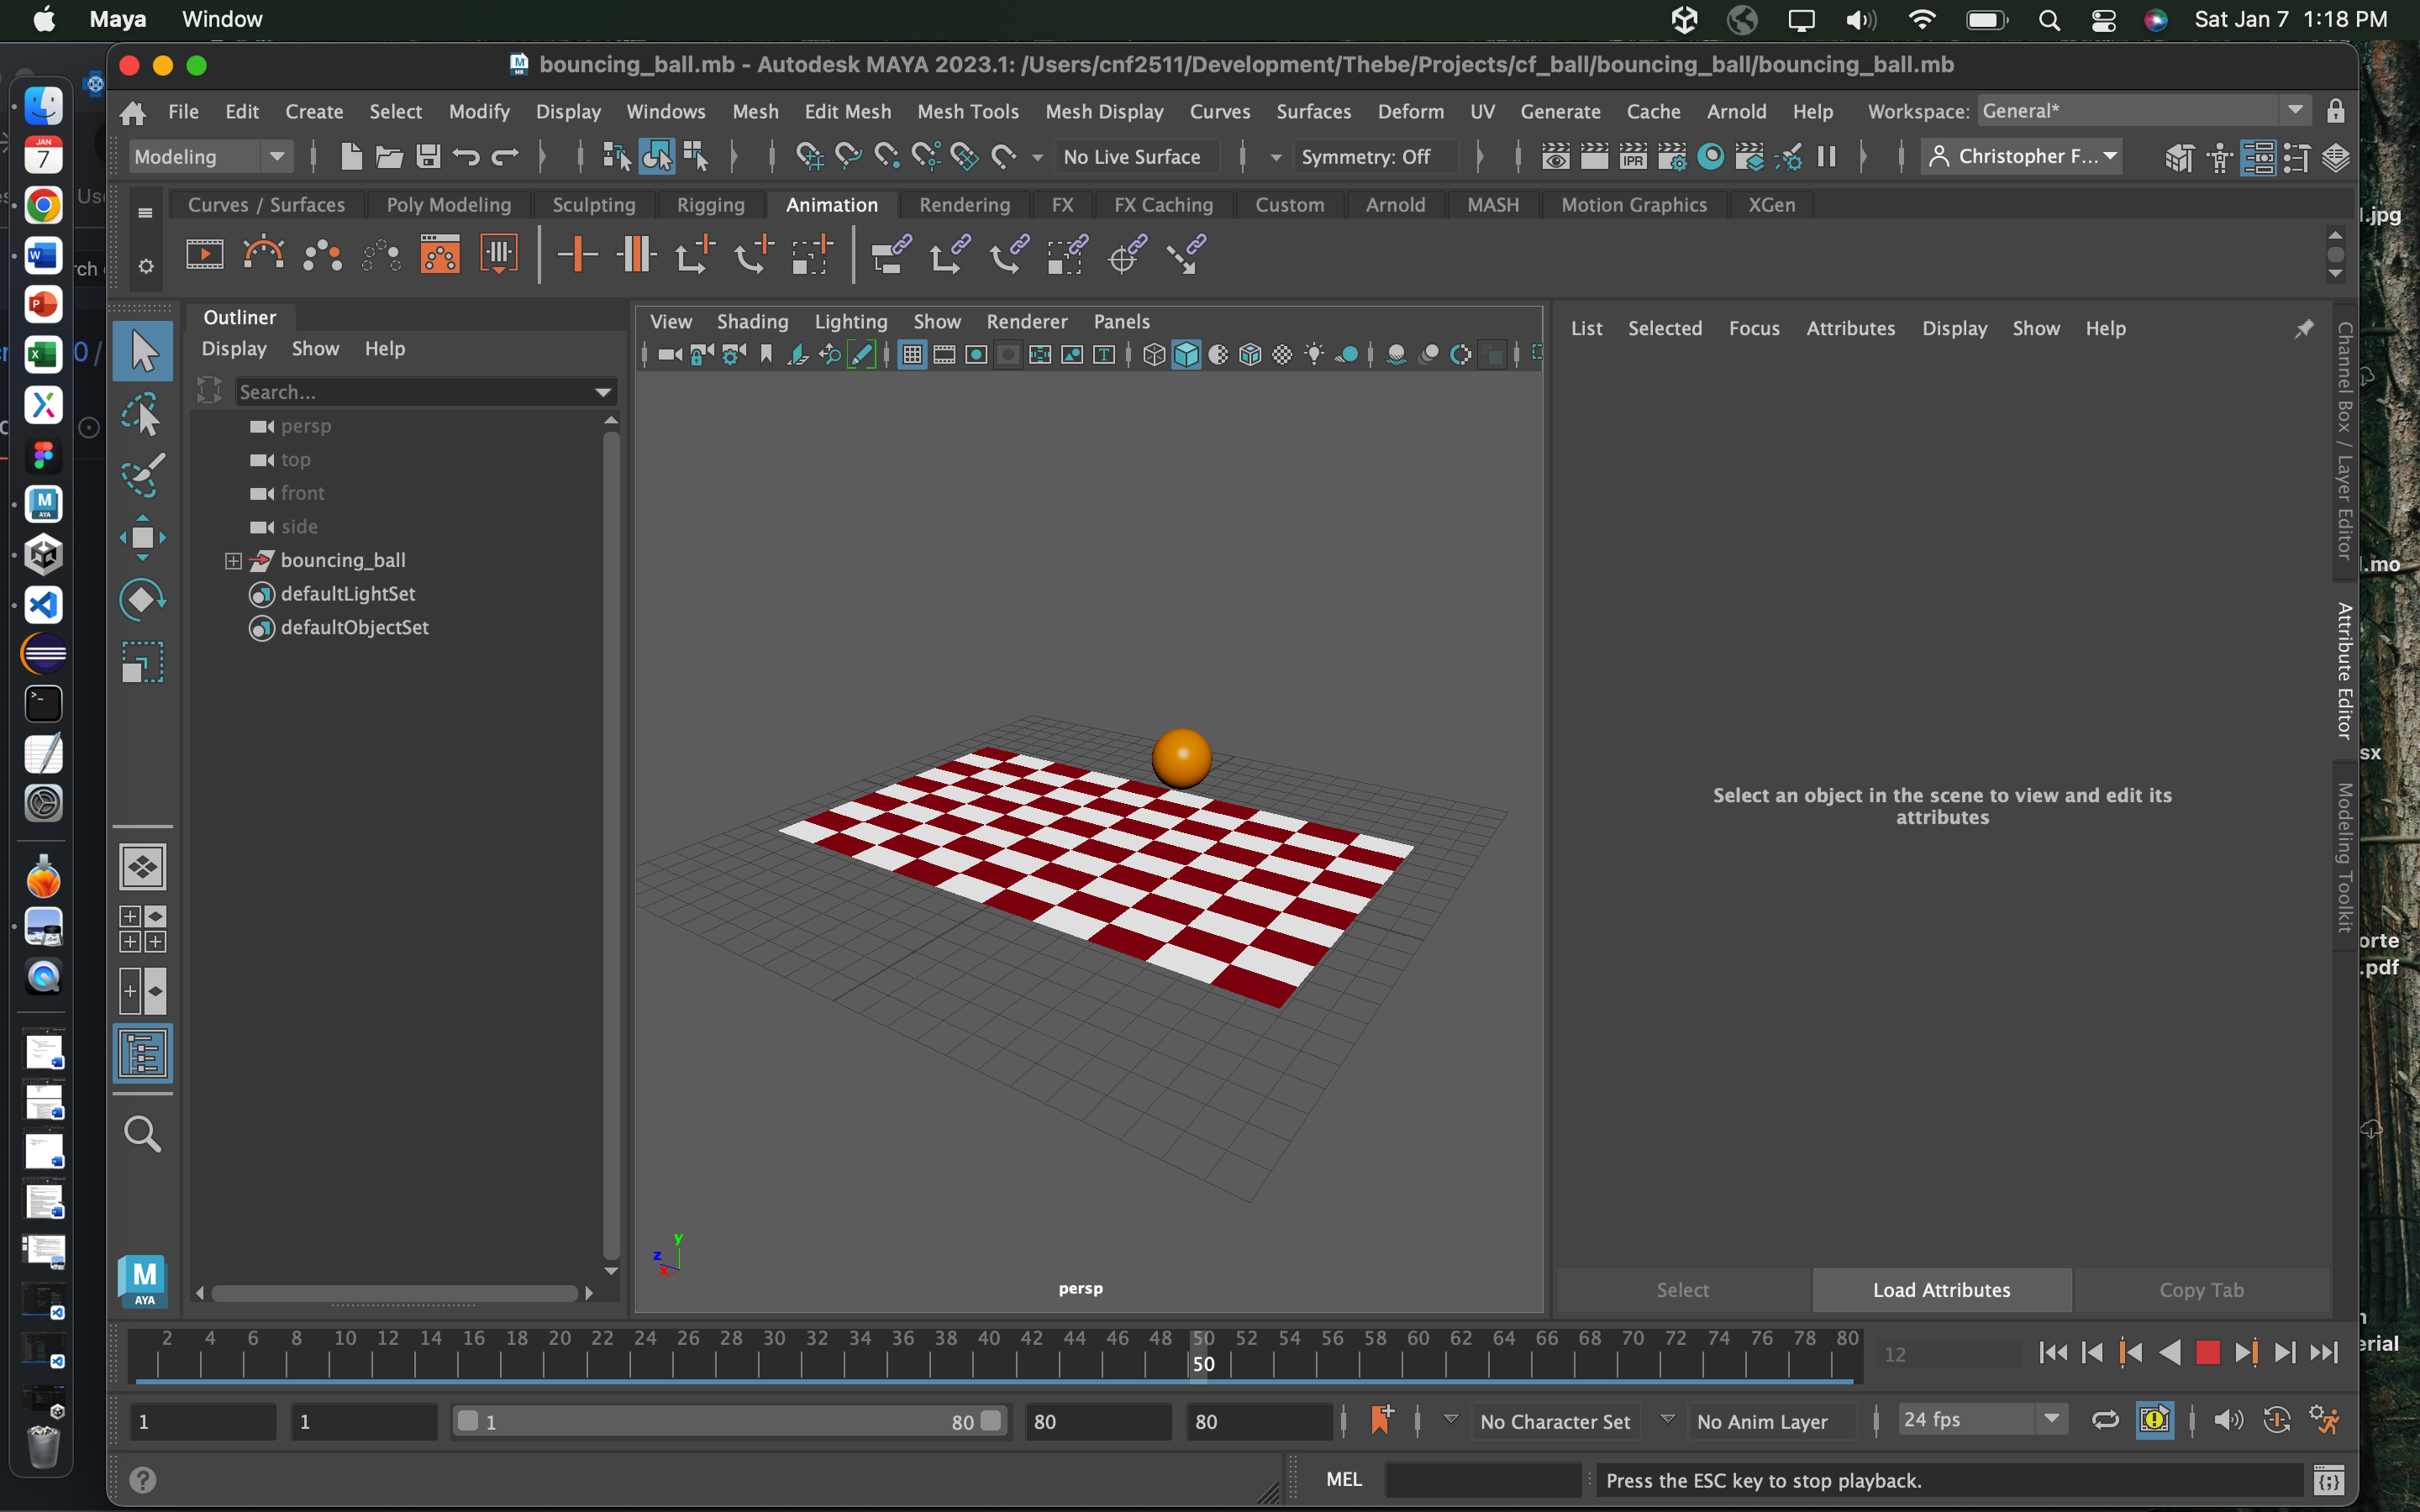 Maya Window Sat Jan 7 1:18 PM
bouncing_ball.mb - Autodesk MAYA 2023.1: /Users/cnf2511/Development/Thebe/Projects/cf_ball/bouncing_ball/bouncing_ball.mb
File Edit Create Select Modify Display Windows Mesh Edit Mesh Mesh Tools Mesh Display Curves Surfaces Deform UV Generate Cache Arnold Help Workspace: General*
Modeling No Live Surface Symmetry: Off IPR Christopher F...
JAN
7
Curves / Surfaces Poly Modeling Sculpting Rigging Animation Rendering FX FX Caching Custom Arnold MASH Motion Graphics XGen
.jpg
Outliner
Display Show Help
Search...
persp
top
front
side
bouncing_ball
defaultLightSet
defaultObjectSet
View Shading Lighting Show Renderer Panels
List Selected Focus Attributes Display Show Help
Channel Box / Layer Editor
Attribute Editor
Modeling Toolkit
.mo
sx
orte
.pdf
erial
Select an object in the scene to view and edit its
attributes
y
z
x
persp
M
AYA
Select Load Attributes Copy Tab
2 4 6 8 10 12 14 16 18 20 22 24 26 28 30 32 34 36 38 40 42 44 46 48 50 52 54 56 58 60 62 64 66 68 70 72 74 76 78 80
50
12
1 1 1 80 80 80 No Character Set No Anim Layer 24 fps
MEL Press the ESC key to stop playback.